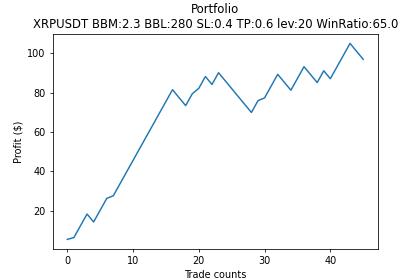 Portfolio
XRPUSDT BBM:2.3 BBL:280 SL:0.4 TP:0.6 lev:20 WinRatio:65.0
100
80
60
40
20
Profit ($)
0
10
20
30
40
Trade counts